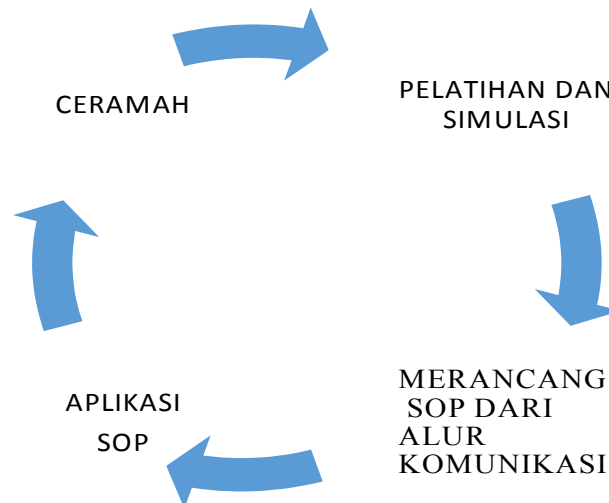 CERAMAH
PELATIHAN DAN
SIMULASI
MERANCANG
SOP DARI
ALUR
KOMUNIKASI
APLIKASI
SOP